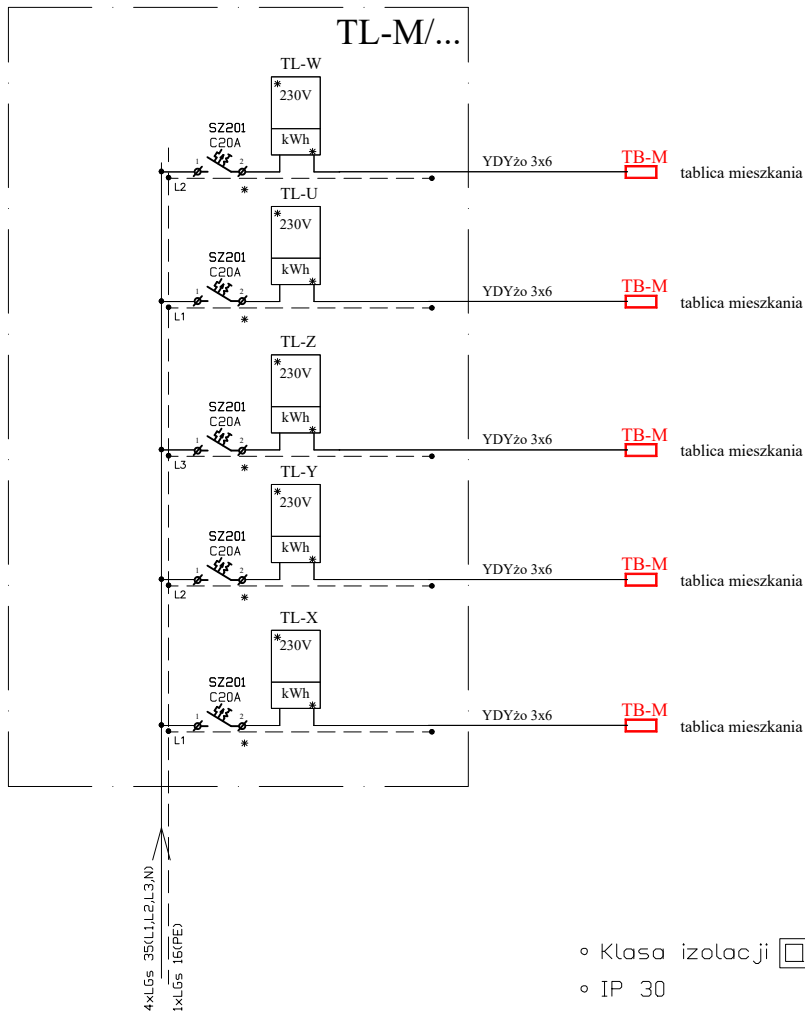 TL-M/...
TL-W
*
230V
kWh
*
SZ201
C20A
1
2
*
L2
YDYżo 3x6
TB-M
tablica mieszkania
TL-U
*
230V
kWh
SZ201
C20A
1
2
*
L1
YDYżo 3x6
TB-M
tablica mieszkania
TL-Z
*
230V
kWh
*
SZ201
C20A
1
2
*
L3
YDYżo 3x6
TB-M
tablica mieszkania
TL-Y
*
230V
kWh
*
SZ201
C20A
1
2
*
L2
YDYżo 3x6
TB-M
tablica mieszkania
TL-X
*
230V
kWh
*
SZ201
C20A
1
2
*
L1
YDYżo 3x6
TB-M
tablica mieszkania
4xLGs 35(L1,L2,L3,N)
1xLGs 16(PE)
Klasa izolacji
IP 30